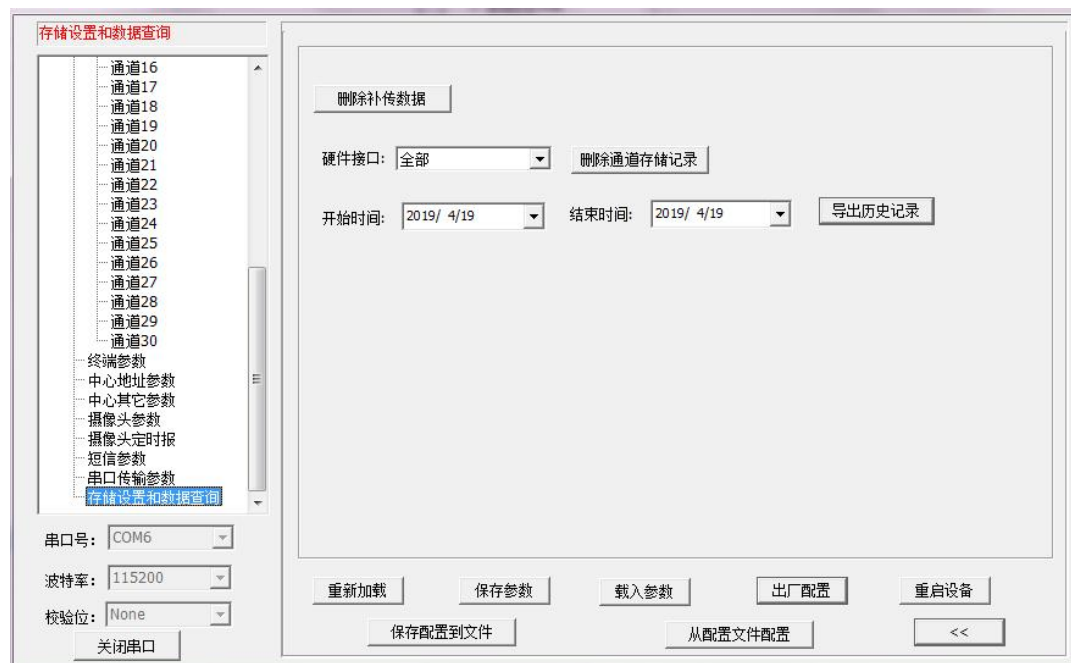 存储设置和数据查询
通道16
通道17
通道18
通道19
通道20
通道21
通道22
通道23
通道24
通道25
通道26
通道27
通道28
通道29
通道30
终端参数
中心地址参数
中心其它参数
摄像头参数
摄像头定时报
短信参数
串口传输参数
存储设置和数据查询
串口号: COM6
波特率: 115200
校验位: None
关闭串口
删除补传数据
硬件接口: 全部 删除通道存储记录
开始时间: 2019/ 4/19 结束时间: 2019/ 4/19 导出历史记录
重新加载 保存参数 载入参数 出厂配置 重启设备
保存配置到文件 从配置文件配置 <<